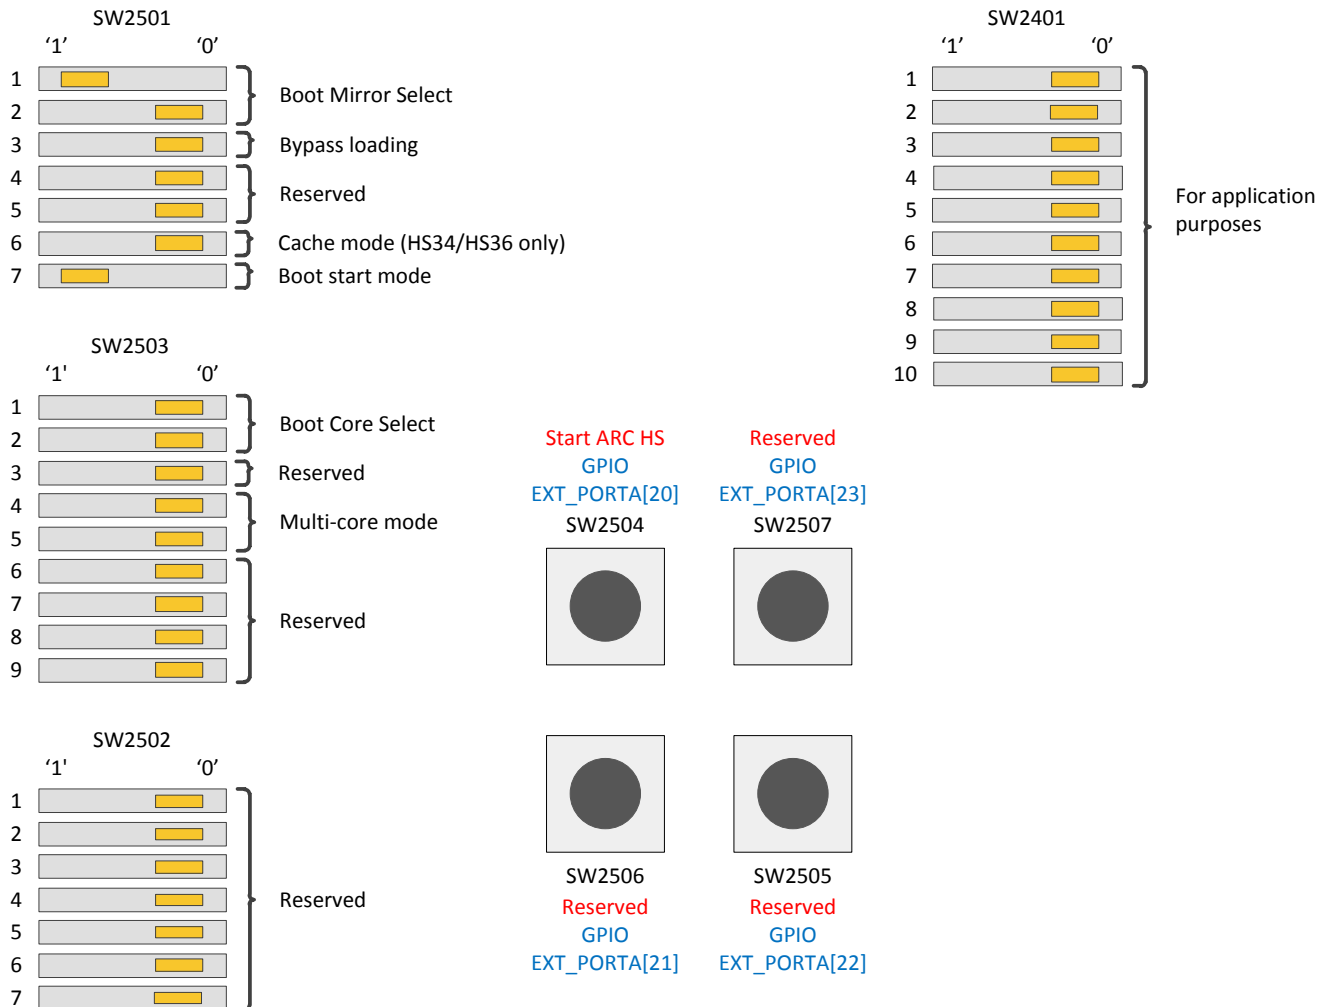 SW2501
‘1’ ‘0’
1
2
Boot Mirror Select
3 Bypass loading
4
5
Reserved
6 Cache mode (HS34/HS36 only)
7 Boot start mode
SW2401
‘1’ ‘0’
1
2
3
4
5
6
7
8
9
10
For application
purposes
SW2503
‘1' ‘0’
1
2
Boot Core Select
3 Reserved
4
5
Multi-core mode
6
7
8
9
Reserved
Start ARC HS
GPIO
EXT_PORTA[20]
SW2504
Reserved
GPIO
EXT_PORTA[23]
SW2507
SW2502
‘1' ‘0’
1
2
3
4
5
6
7
Reserved
SW2506
Reserved
GPIO
EXT_PORTA[21]
SW2505
Reserved
GPIO
EXT_PORTA[22]